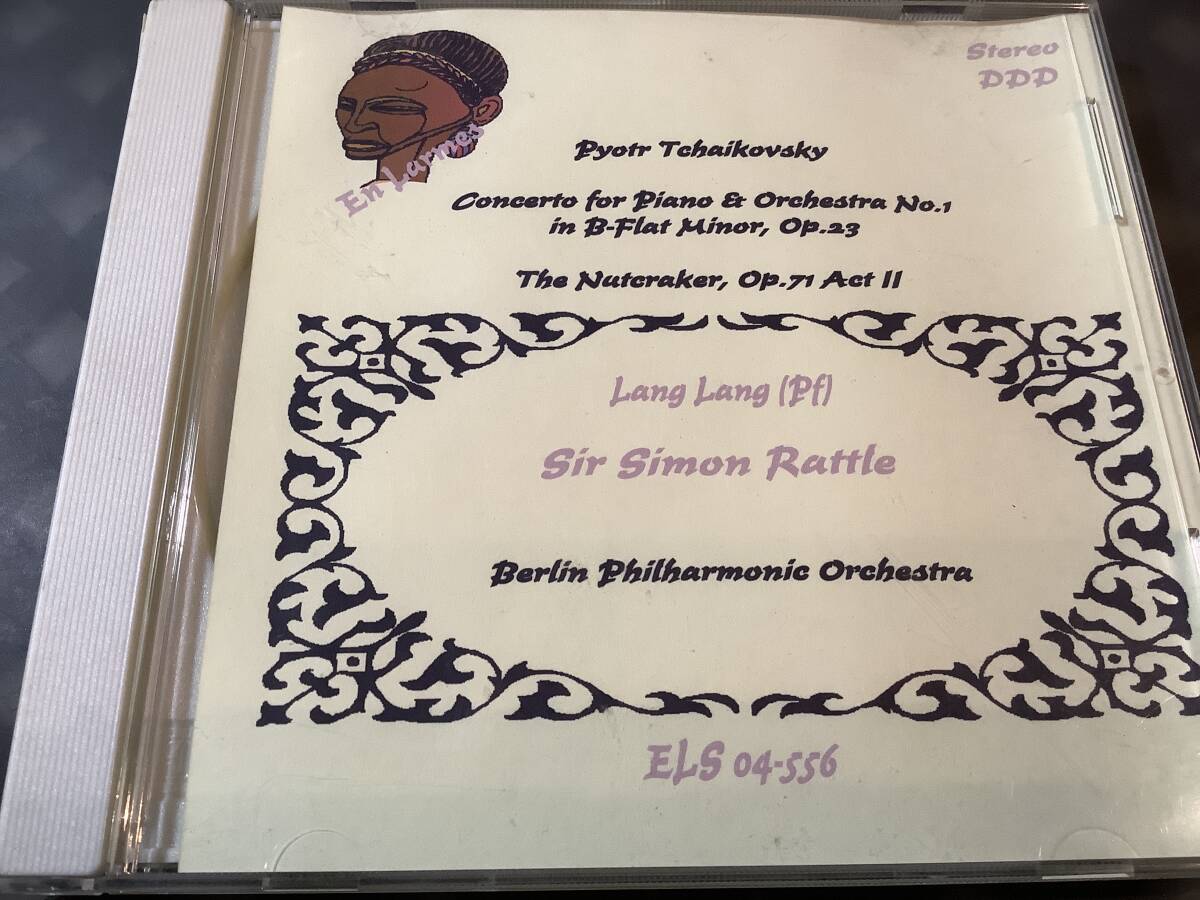 Stereo
DDD
En Larmes
Pyotr Tchaikovsky
Concerto for Piano & Orchestra No.1
in B-Flat Minor, Op.23
The Nutcraker, Op.71 Act II
Lang Lang (Pf)
Sir Simon Rattle
Berlin Philharmonic Orchestra
ELS 04-556